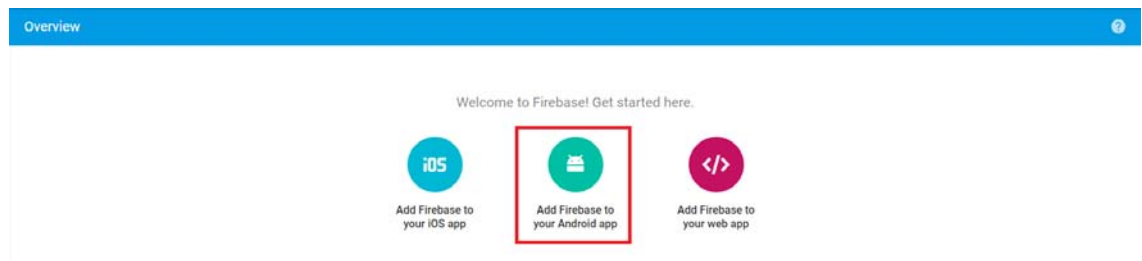 Overview
Welcome to Firebase! Get started here.
iOS
</>
Add Firebase to
your iOS app
Add Firebase to
your Android app
Add Firebase to
your web app